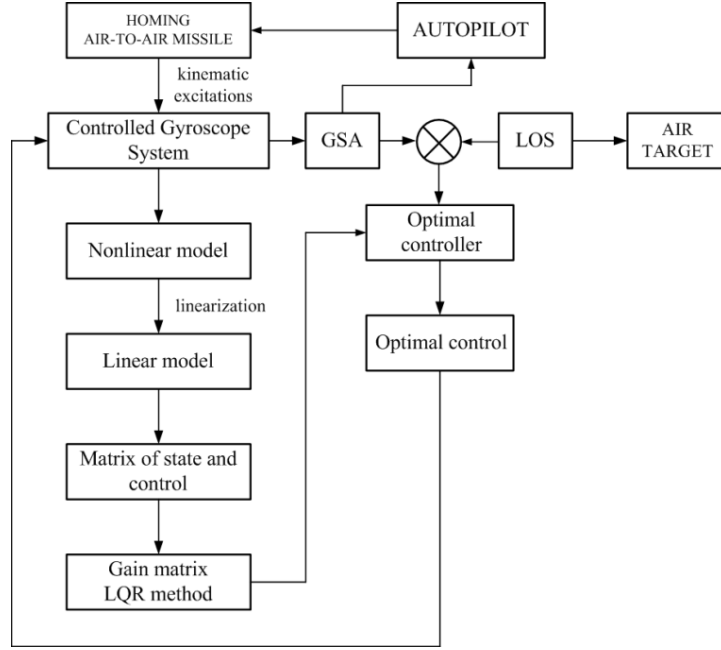 HOMING
AIR-TO-AIR MISSILE
AUTOPILOT
kinematic
excitations
Controlled Gyroscope
System
GSA
LOS
AIR
TARGET
Nonlinear model
Optimal
controller
linearization
Linear model
Optimal control
Matrix of state and
control
Gain matrix
LQR method